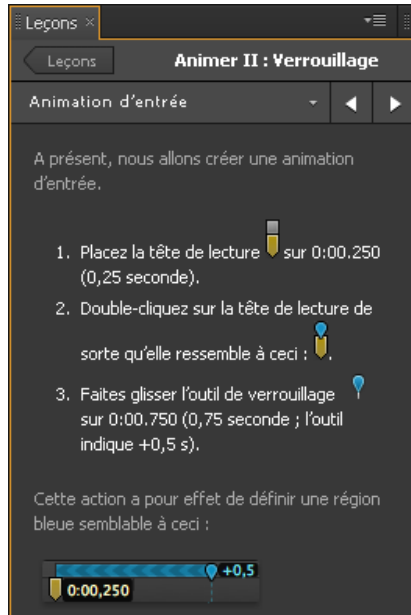 Leçons ×
Leçons
Animer II : Verrouillage
Animation d'entrée
A présent, nous allons créer une animation
d'entrée.
1. Placez la tête de lecture sur 0:00.250
(0,25 seconde).
2. Double-cliquez sur la tête de lecture de
sorte qu'elle ressemble à ceci : .
3. Faites glisser l'outil de verrouillage
sur 0:00.750 (0,75 seconde ; l'outil
indique +0,5 s).
Cette action a pour effet de définir une région
bleue semblable à ceci :
+0,5
0:00,250